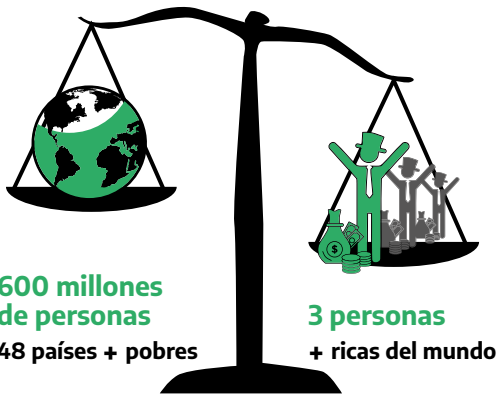 $
600 millones
de personas
48 países + pobres
3 personas
+ ricas del mundo